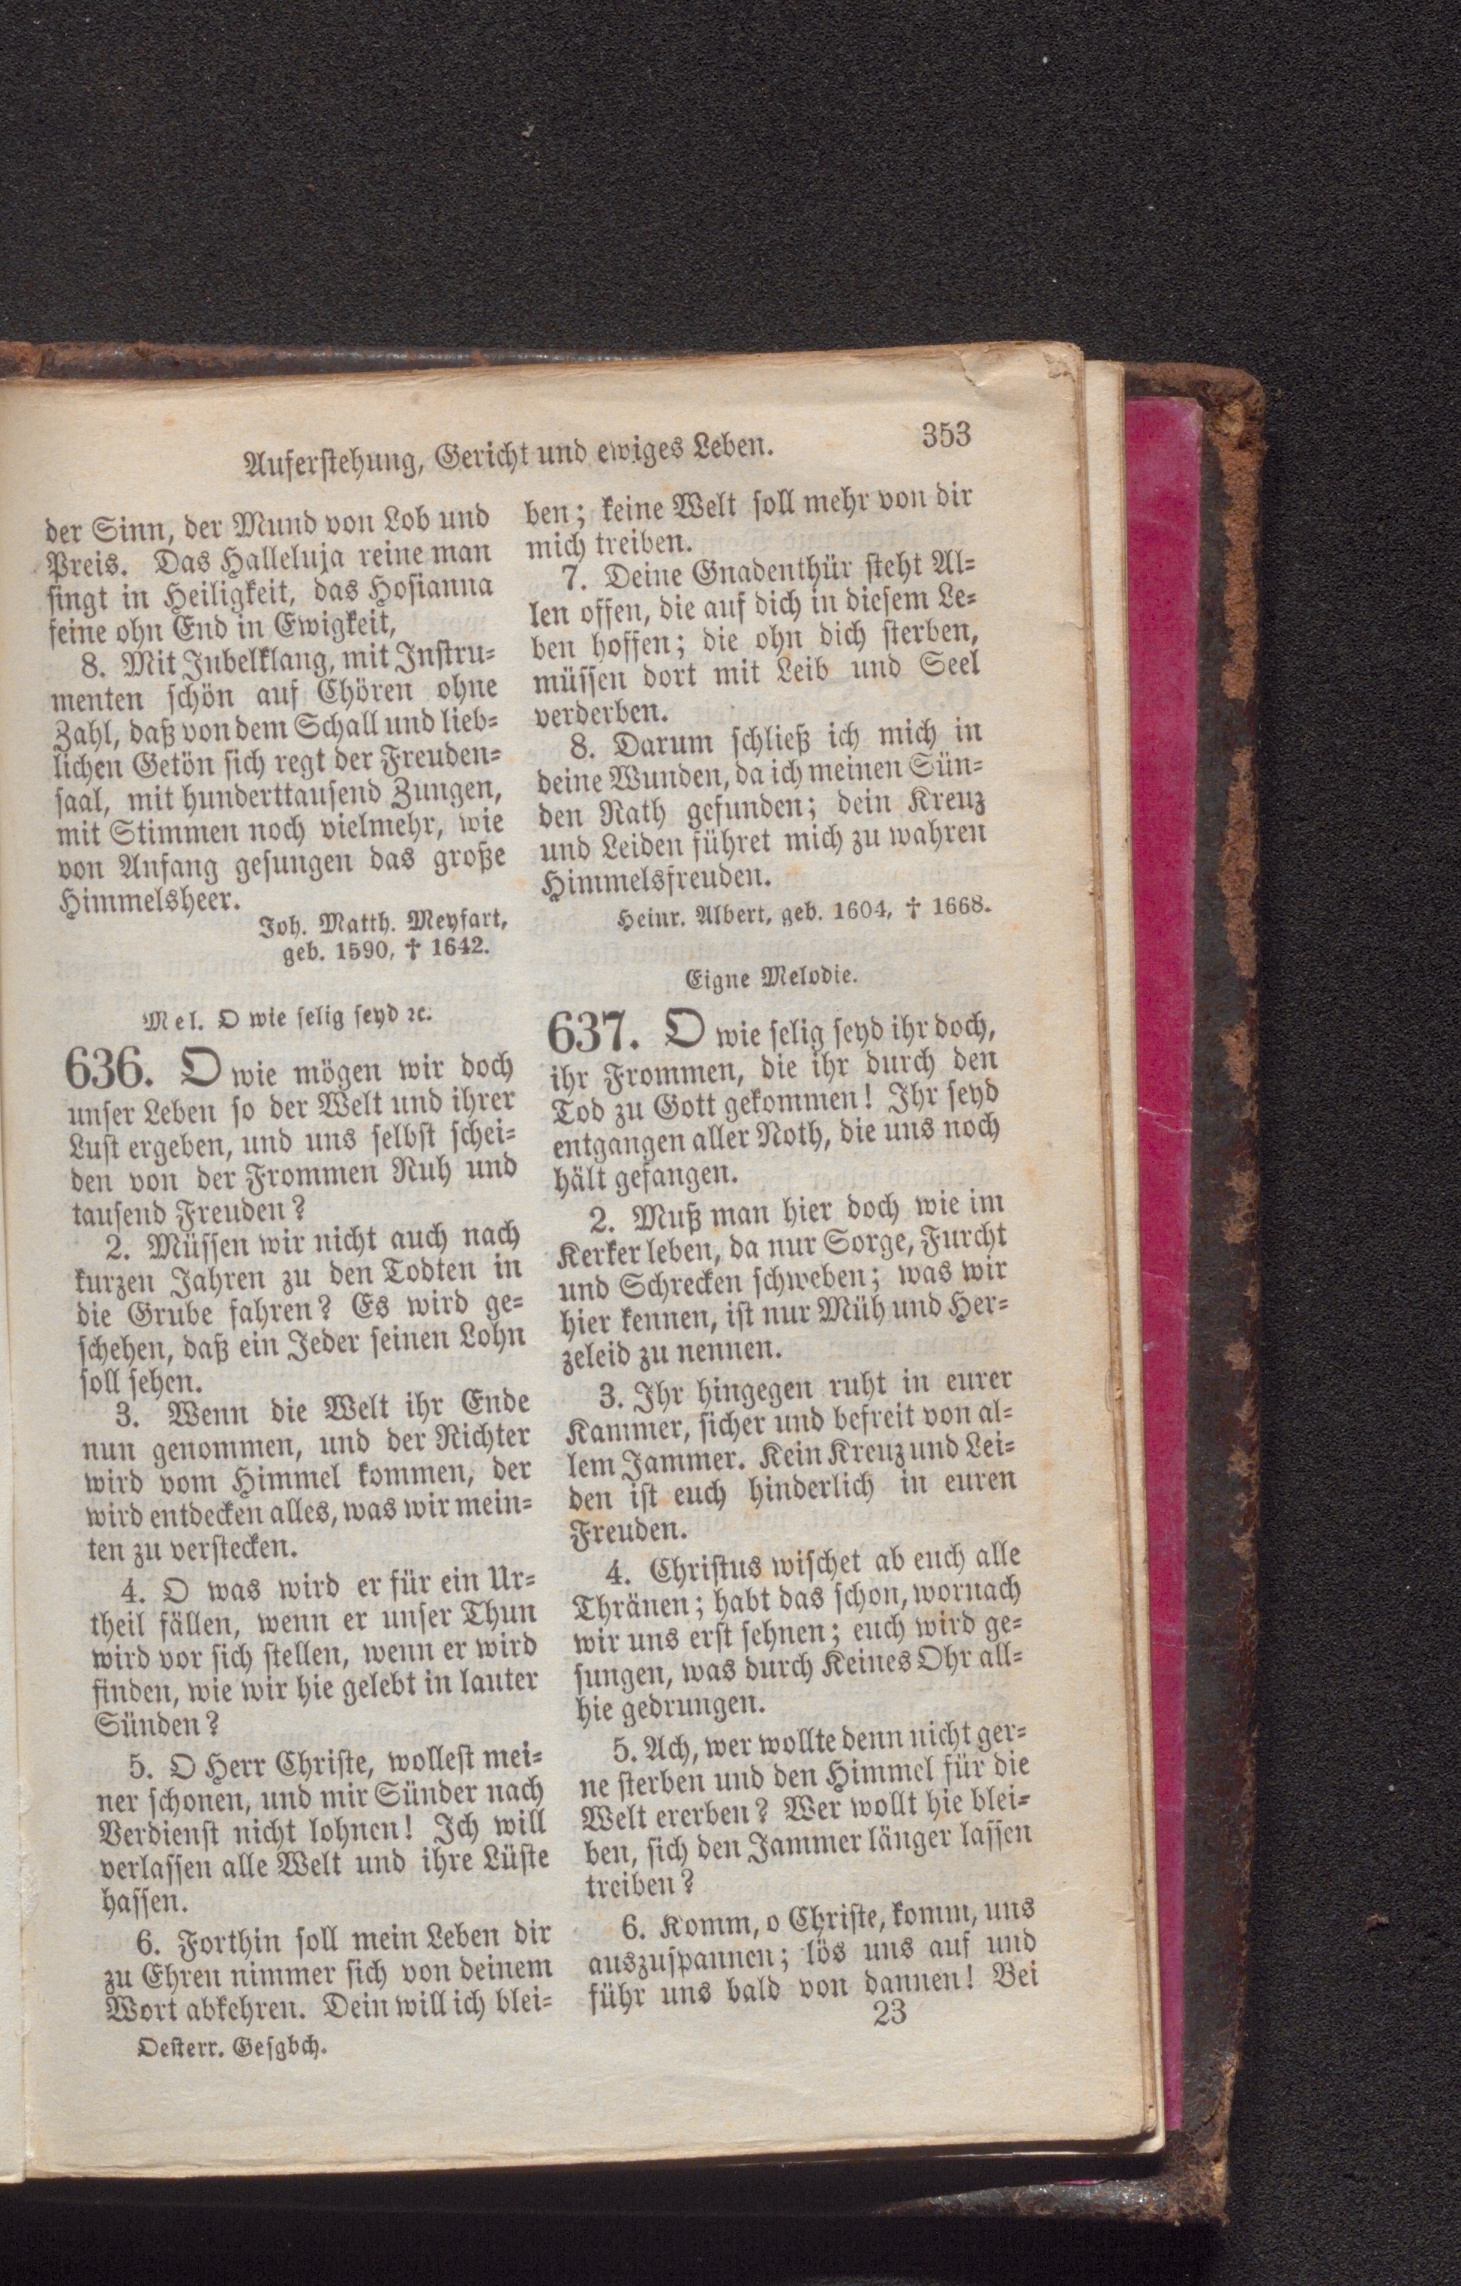 Auferstehung, Gericht und ewiges Leben.
353
der Sinn, der Mund von Lob und
Preis. Das Halleluja reine man
singt in Heiligkeit, das Hosianna
feine ohn End in Ewigkeit,
8. Mit Jubelklang, mit Instru-
menten schön auf Chören ohne
Zahl, daß von dem Schall und lieb-
lichen Getön sich regt der Freuden-
saal, mit hunderttausend Zungen,
mit Stimmen noch vielmehr, wie
von Anfang gesungen das große
Himmelsheer.
Joh. Matth. Meyfart,
geb. 1590, † 1642.
Mel. O wie selig seyd ꝛc.
636. O wie mögen wir doch
unser Leben so der Welt und ihrer
Lust ergeben, und uns selbst schei-
den von der Frommen Ruh und
tausend Freuden?
2. Müssen wir nicht auch nach
kurzen Jahren zu den Todten in
die Grube fahren? Es wird ge-
schehen, daß ein Jeder seinen Lohn
soll sehen.
3. Wenn die Welt ihr Ende
nun genommen, und der Richter
wird vom Himmel kommen, der
wird entdecken alles, was wir mein-
ten zu verstecken.
4. O was wird er für ein Ur-
theil fällen, wenn er unser Thun
wird vor sich stellen, wenn er wird
finden, wie wir hie gelebt in lauter
Sünden?
5. O Herr Christe, wollest mei-
ner schonen, und mir Sünder nach
Verdienst nicht lohnen! Ich will
verlassen alle Welt und ihre Lüste
hassen.
6. Forthin soll mein Leben dir
zu Ehren nimmer sich von deinem
Wort abkehren. Dein will ich blei-
Oesterr. Gesgbch.
ben; keine Welt soll mehr von dir
mich treiben.
7. Deine Gnadenthür steht Al-
len offen, die auf dich in diesem Le-
ben hoffen; die ohn dich sterben,
müssen dort mit Leib und Seel
verderben.
8. Darum schließ ich mich in
deine Wunden, da ich meinen Sün-
den Rath gefunden; dein Kreuz
und Leiden führet mich zu wahren
Himmelsfreuden.
Heinr. Albert, geb. 1604, † 1668.
Eigne Melodie.
637. O wie selig seyd ihr doch,
ihr Frommen, die ihr durch den
Tod zu Gott gekommen! Ihr seyd
entgangen aller Noth, die uns noch
hält gefangen.
2. Muß man hier doch wie im
Kerker leben, da nur Sorge, Furcht
und Schrecken schweben; was wir
hier kennen, ist nur Müh und Her-
zeleid zu nennen.
3. Ihr hingegen ruht in eurer
Kammer, sicher und befreit von al-
lem Jammer. Kein Kreuz und Lei-
den ist euch hinderlich in euren
Freuden.
4. Christus wischet ab euch alle
Thränen; habt das schon, wornach
wir uns erst sehnen; euch wird ge-
sungen, was durch Keines Ohr all-
hie gedrungen.
5. Ach, wer wollte denn nicht ger-
ne sterben und den Himmel für die
Welt ererben? Wer wollt hie blei-
ben, sich den Jammer länger lassen
treiben?
6. Komm, o Christe, komm, uns
auszuspannen; lös uns auf und
führ uns bald von dannen! Bei
23